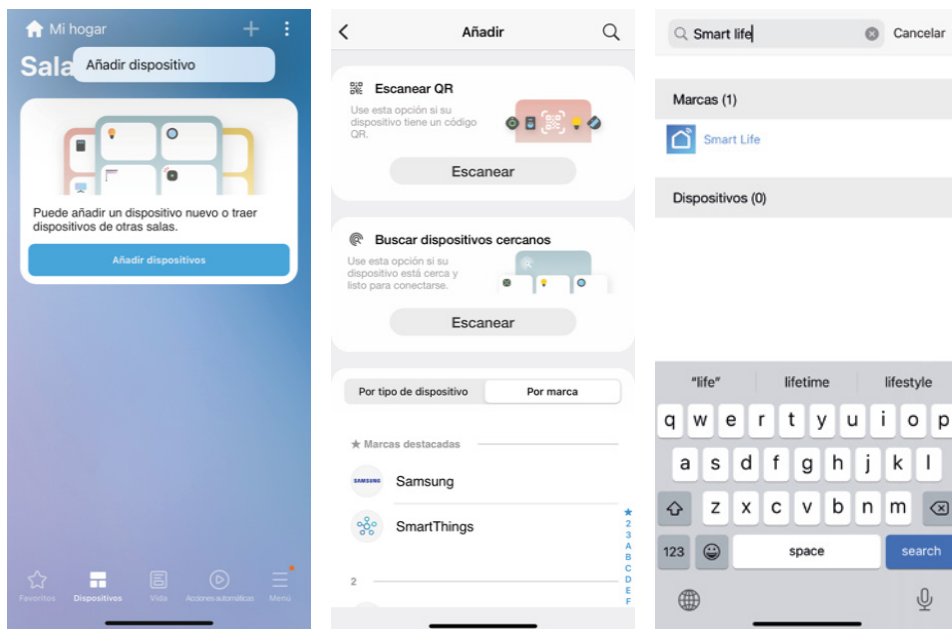 Mi hogar
Sala
Añadir dispositivo
Puede añadir un dispositivo nuevo o traer
dispositivos de otras salas.
Añadir dispositivos
Favoritos
Dispositivos
Vida
Acciones automáticas
Menú
Añadir
Escanear QR
Use esta opción si su
dispositivo tiene un código
QR.
Escanear
Buscar dispositivos cercanos
Use esta opción si su
dispositivo está cerca y
listo para conectarse.
Escanear
Por tipo de dispositivo
Por marca
★ Marcas destacadas
SAMSUNG
Samsung
SmartThings
2
★
2
3
A
B
C
D
E
F
Smart life
Cancelar
Marcas (1)
Smart Life
Dispositivos (0)
"life" lifetime lifestyle
q w e r t y u i o p
a s d f g h j k l
z x c v b n m
123 space search